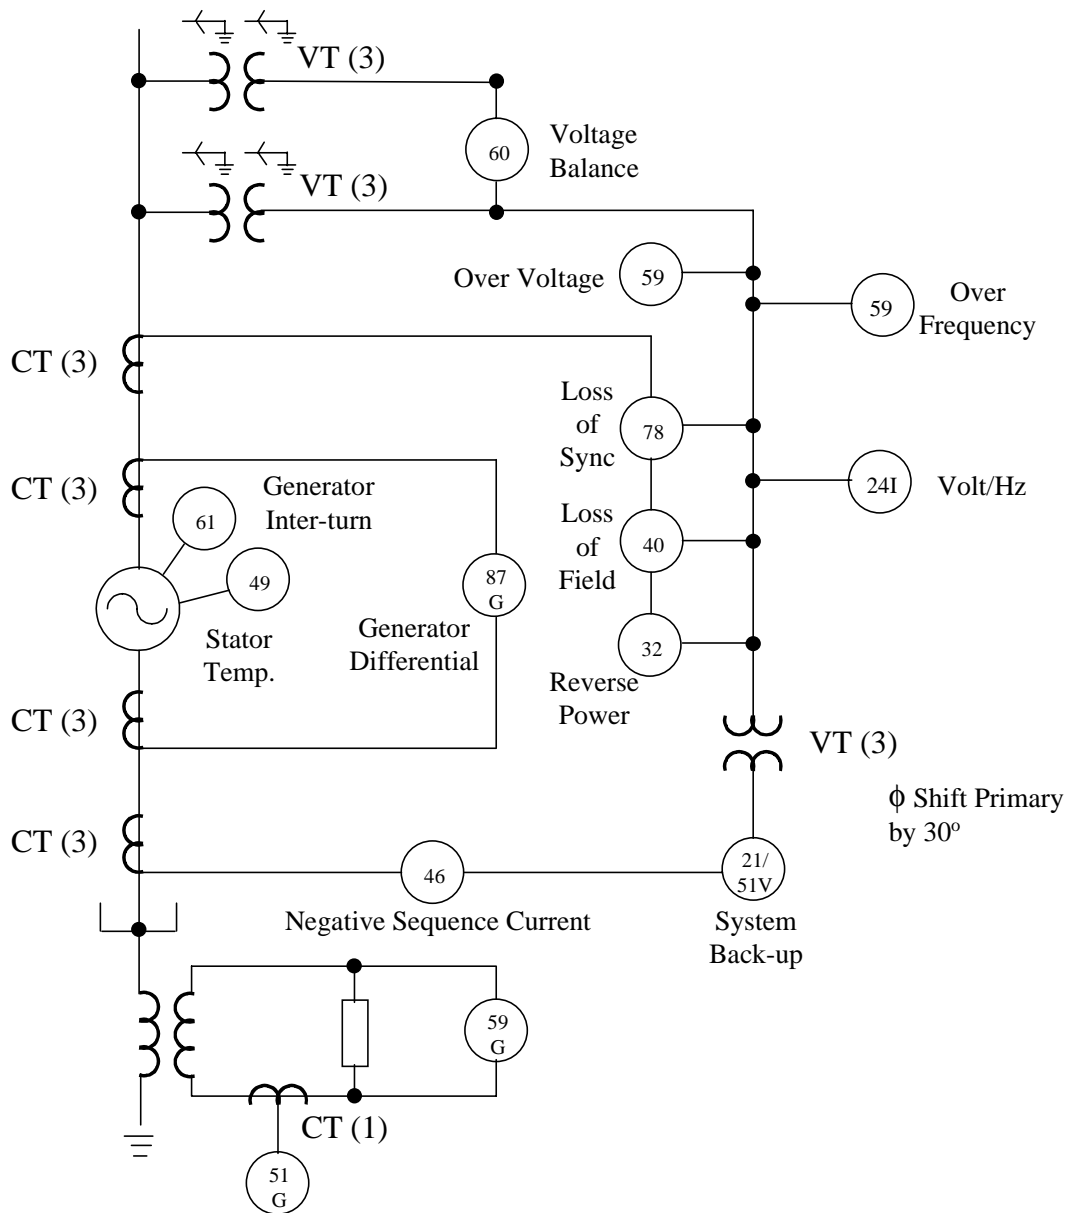 VT (3)
60
Voltage
Balance
VT (3)
Over Voltage
59
59
Over
Frequency
CT (3)
Loss
of
Sync
78
CT (3)
Generator
Inter-turn
61
24I
Volt/Hz
Loss
of
Field
40
49
Stator
Temp.
87
G
Generator
Differential
32
Reverse
Power
CT (3)
VT (3)
ϕ Shift Primary
by 30º
CT (3)
46
Negative Sequence Current
21/
51V
System
Back-up
59
G
CT (1)
51
G